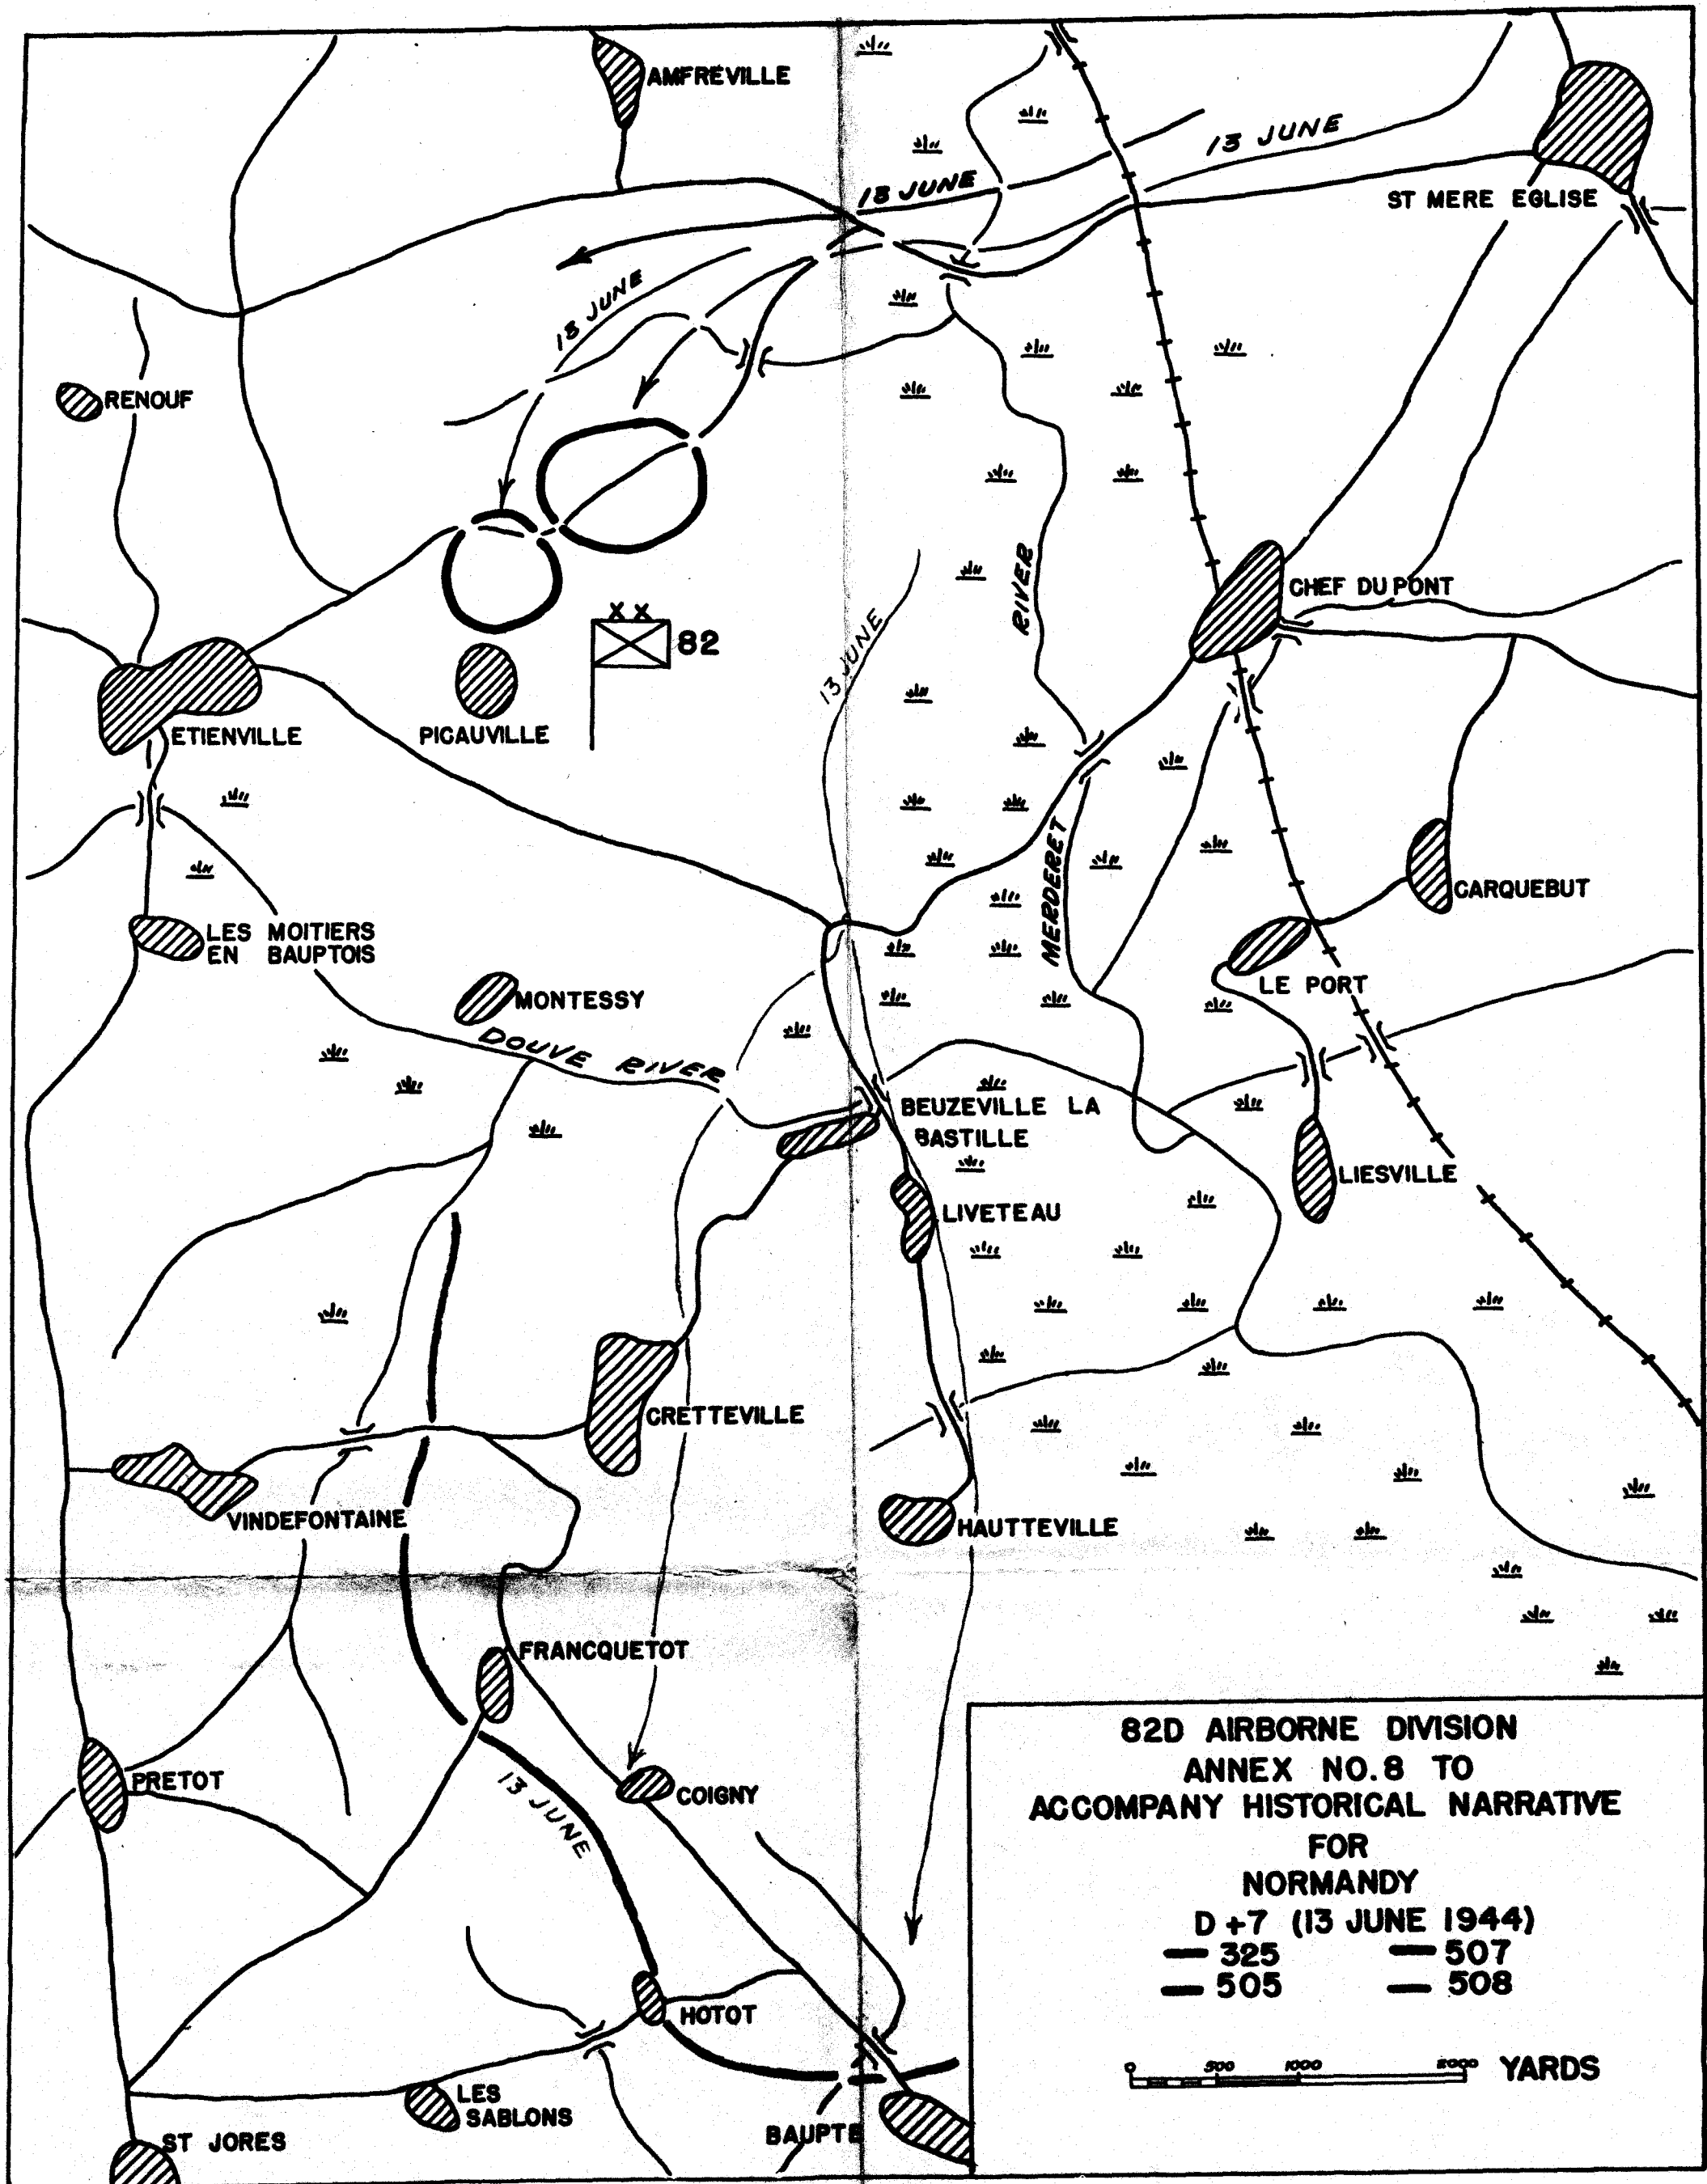 AMFREVILLE
13 JUNE
18 JUNE
ST MERE EGLISE
18 JUNE
RENOUF
RIVER
CHEF DU PONT
13 JUNE
82
ETIENVILLE
PICAUVILLE
MERDERET
CARQUEBUT
LES MOITIERS
EN BAUPTOIS
LE PORT
MONTESSY
DOUVE RIVER
BEUZEVILLE LA
BASTILLE
LIESVILLE
LIVETEAU
CRETTEVILLE
VINDEFONTAINE
HAUTTEVILLE
FRANCQUETOT
PRETOT
COIGNY
13 JUNE
HOTOT
LES
SABLONS
BAUPTE
ST JORES
82D AIRBORNE DIVISION
ANNEX NO.8 TO
ACCOMPANY HISTORICAL NARRATIVE
FOR
NORMANDY
D+7 (13 JUNE 1944)
325 507
505 508
0 500 1000 2000 YARDS